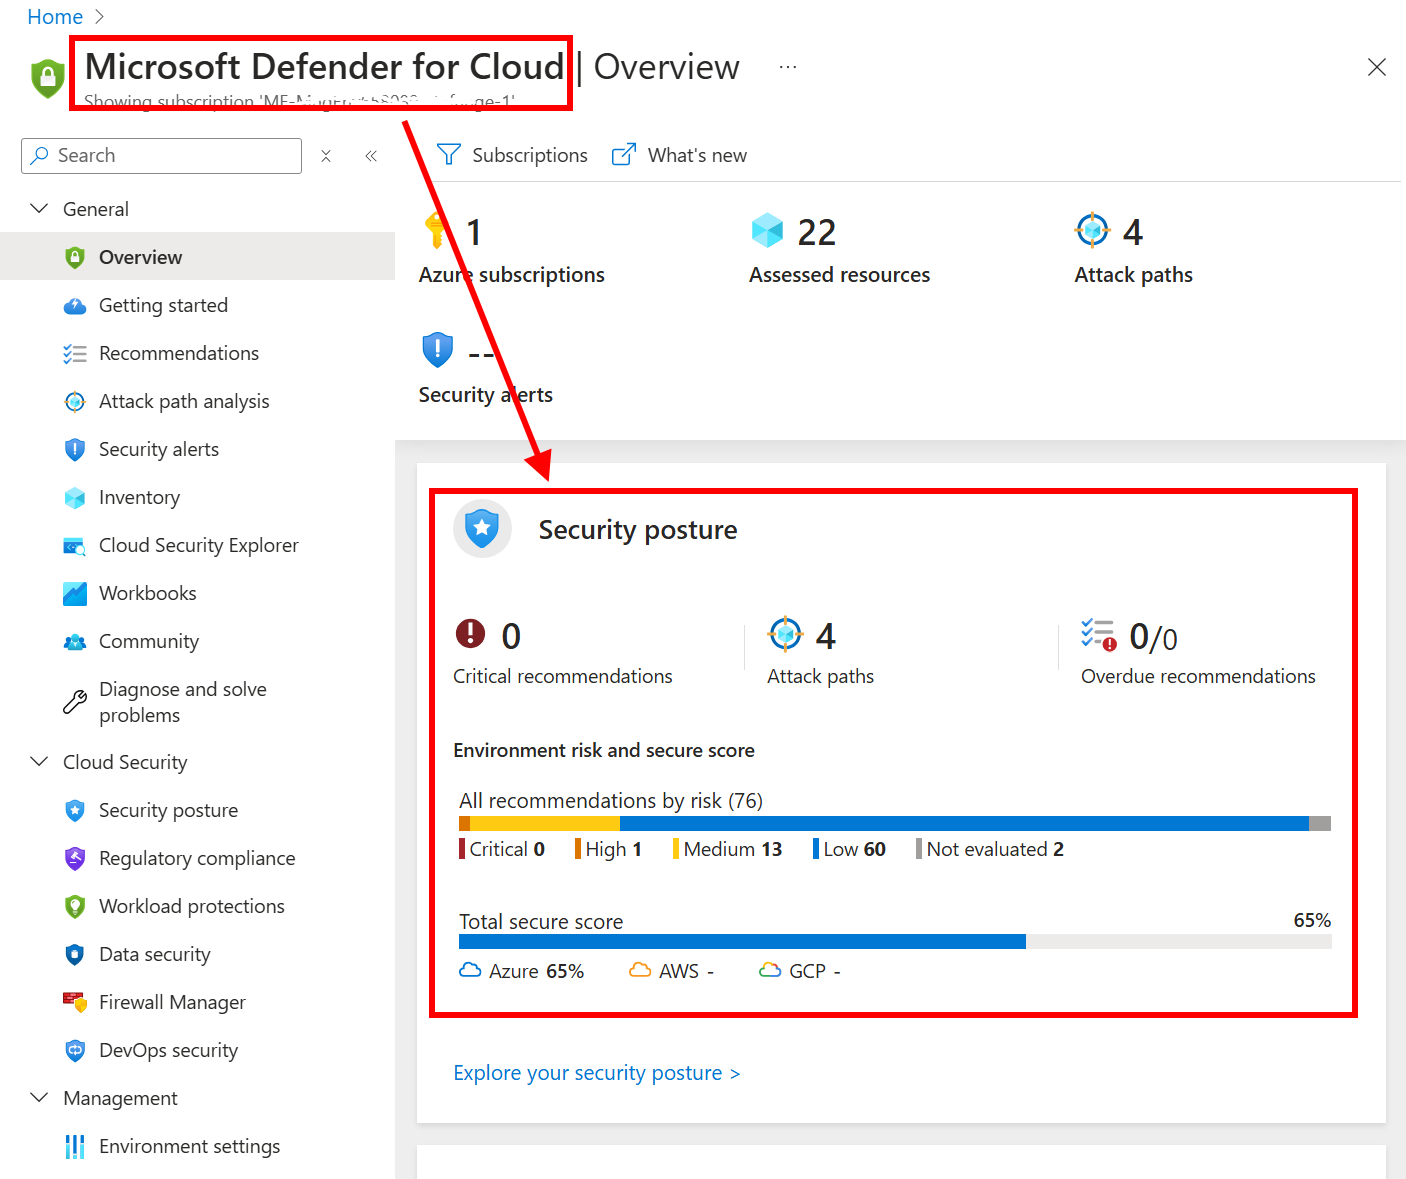 Home
Microsoft Defender for Cloud | Overview ...
Showing subscription
Search
Subscriptions What's new
General
Overview
Getting started
Recommendations
Attack path analysis
Security alerts
Inventory
Cloud Security Explorer
Workbooks
Community
Diagnose and solve
problems
Cloud Security
Security posture
Regulatory compliance
Workload protections
Data security
Firewall Manager
DevOps security
Management
Environment settings
1 22 4
Azure subscriptions Assessed resources Attack paths
--
Security alerts
Security posture
0 4 0/0
Critical recommendations Attack paths Overdue recommendations
Environment risk and secure score
All recommendations by risk (76)
Critical 0 High 1 Medium 13 Low 60 Not evaluated 2
Total secure score 65%
Azure 65% AWS - GCP -
Explore your security posture >